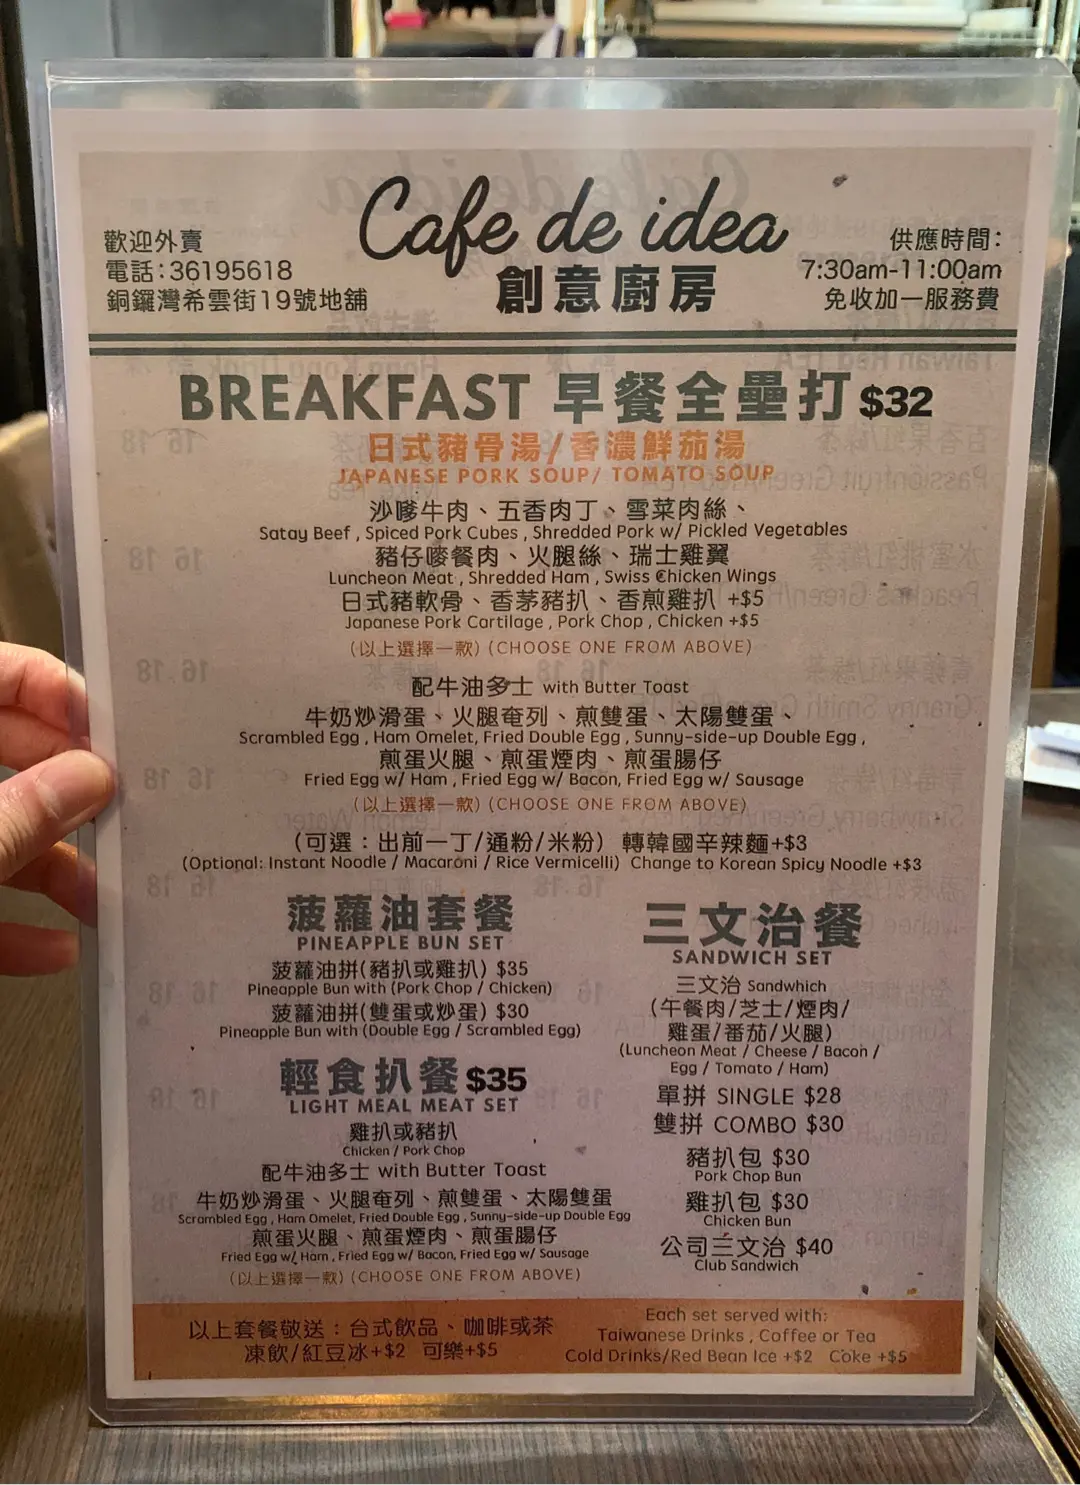 Cafe de idea
創意廚房
歡迎外賣
電話:36195618
銅鑼灣希雲街19號地舖
供應時間:
7:30am-11:00am
免收加一服務費
BREAKFAST 早餐全壘打 $32
日式豬骨湯/香濃鮮茄湯
JAPANESE PORK SOUP/ TOMATO SOUP
沙嗲牛肉、五香肉丁、雪菜肉絲、
Satay Beef , Spiced Pork Cubes , Shredded Pork w/ Pickled Vegetables
豬仔嘜餐肉、火腿絲、瑞士雞翼
Luncheon Meat , Shredded Ham , Swiss Chicken Wings
日式豬軟骨、香茅豬扒、香煎雞扒 +$5
Japanese Pork Cartilage , Pork Chop , Chicken +$5
(以上選擇一款) (CHOOSE ONE FROM ABOVE)
配牛油多士 with Butter Toast
牛奶炒滑蛋、火腿奄列、煎雙蛋、太陽雙蛋、
Scrambled Egg , Ham Omelet, Fried Double Egg , Sunny-side-up Double Egg ,
煎蛋火腿、煎蛋煙肉、煎蛋腸仔
Fried Egg w/ Ham , Fried Egg w/ Bacon, Fried Egg w/ Sausage
(以上選擇一款) (CHOOSE ONE FROM ABOVE)
(可選：出前一丁/通粉/米粉) 轉韓國辛辣麵+$3
(Optional: Instant Noodle / Macaroni / Rice Vermicelli) Change to Korean Spicy Noodle +$3
菠蘿油套餐
PINEAPPLE BUN SET
菠蘿油拼(豬扒或雞扒) $35
Pineapple Bun with (Pork Chop / Chicken)
菠蘿油拼(雙蛋或炒蛋) $30
Pineapple Bun with (Double Egg / Scrambled Egg)
輕食扒餐 $35
LIGHT MEAL MEAT SET
雞扒或豬扒
Chicken / Pork Chop
配牛油多士 with Butter Toast
牛奶炒滑蛋、火腿奄列、煎雙蛋、太陽雙蛋
Scrambled Egg , Ham Omelet, Fried Double Egg , Sunny-side-up Double Egg
煎蛋火腿、煎蛋煙肉、煎蛋腸仔
Fried Egg w/ Ham , Fried Egg w/ Bacon, Fried Egg w/ Sausage
(以上選擇一款) (CHOOSE ONE FROM ABOVE)
三文治餐
SANDWICH SET
三文治 Sandwhich
(午餐肉/芝士/煙肉/
雞蛋/番茄/火腿)
(Luncheon Meat / Cheese / Bacon /
Egg / Tomato / Ham)
單拼 SINGLE $28
雙拼 COMBO $30
豬扒包 $30
Pork Chop Bun
雞扒包 $30
Chicken Bun
公司三文治 $40
Club Sandwich
以上套餐敬送：台式飲品、咖啡或茶
凍飲/紅豆冰+$2 可樂+$5
Each set served with:
Taiwanese Drinks , Coffee or Tea
Cold Drinks/Red Bean Ice +$2 Coke +$5